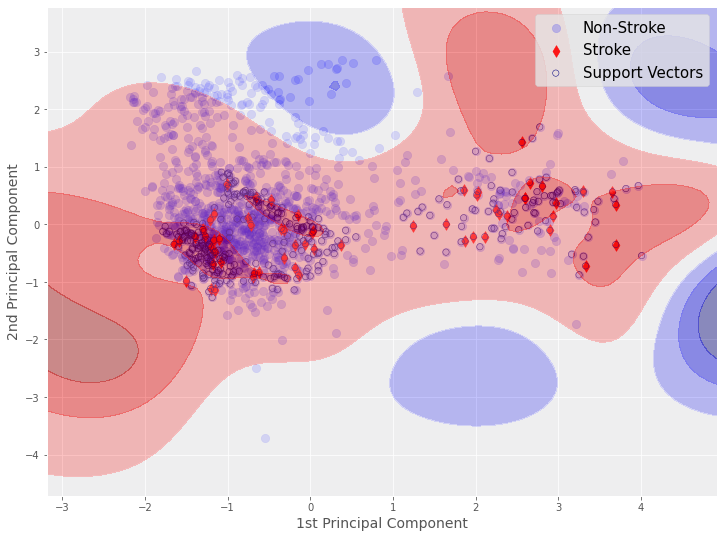 Non-Stroke
Stroke
Support Vectors
3
2
1
0
−1
−2
−3
−4
2nd Principal Component
−3 −2 −1 0 1 2 3 4
1st Principal Component